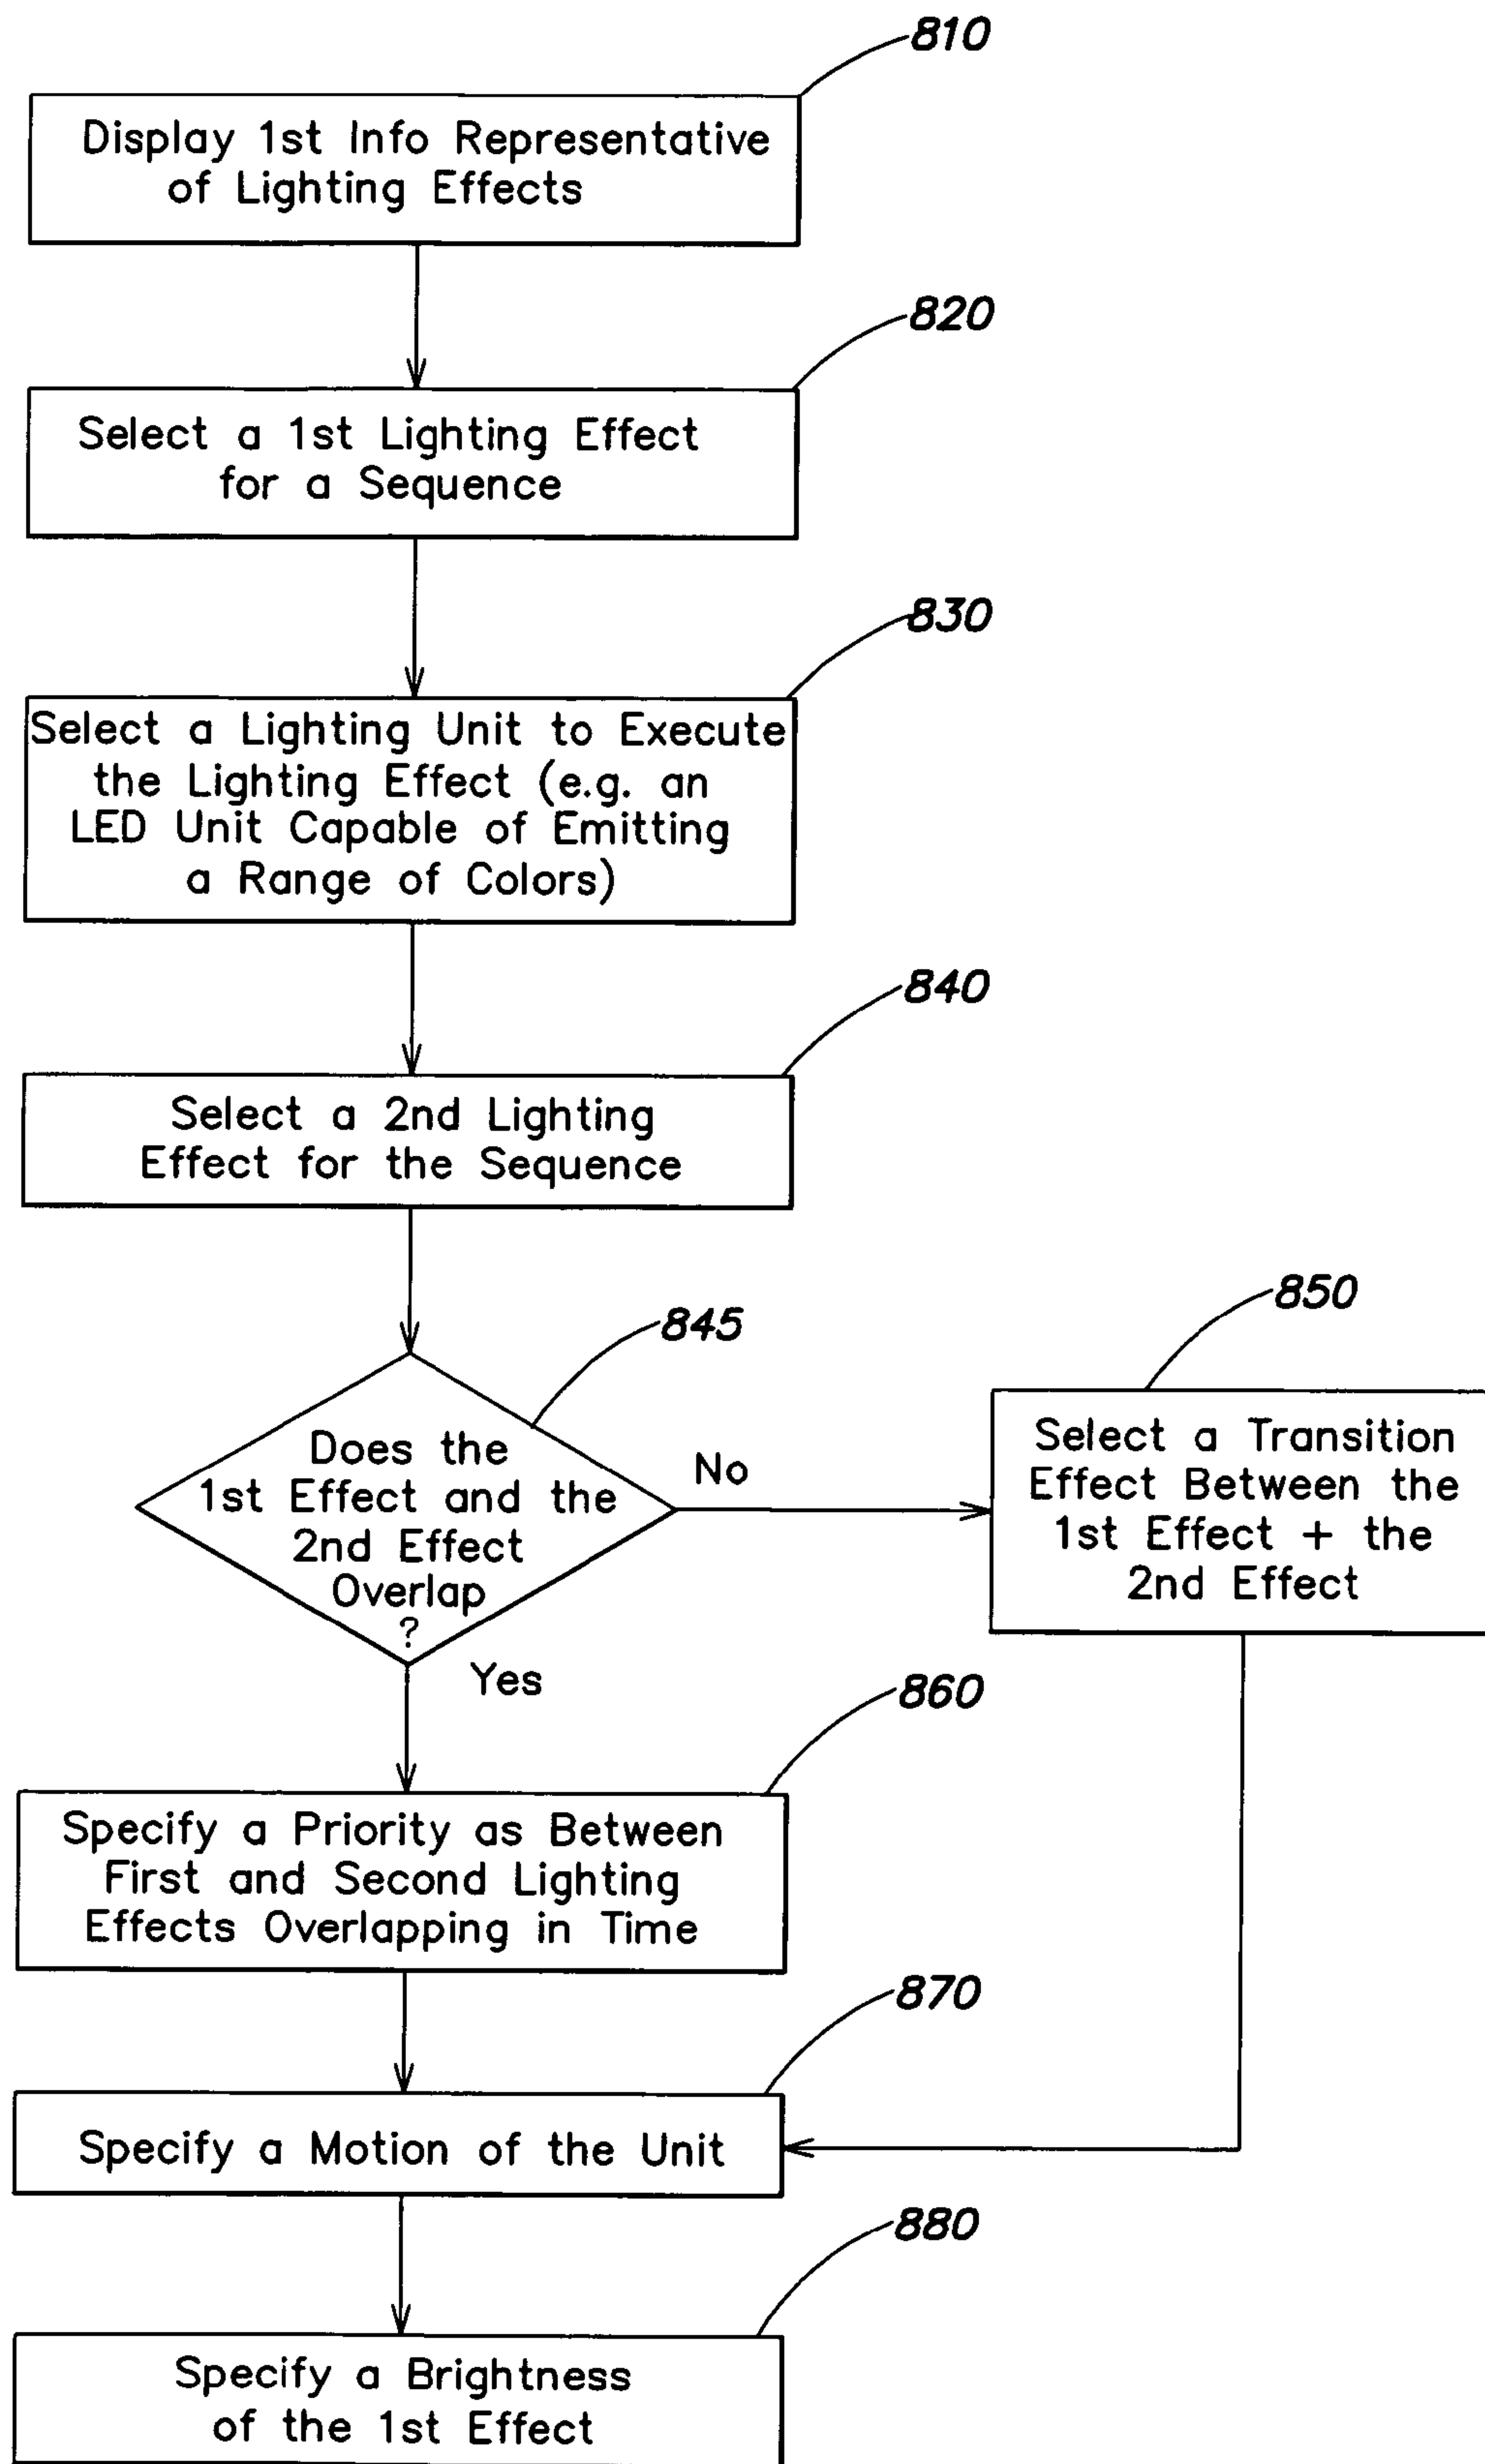 810
Display 1st Info Representative
of Lighting Effects
820
Select a 1st Lighting Effect
for a Sequence
830
Select a Lighting Unit to Execute
the Lighting Effect (e.g. an
LED Unit Capable of Emitting
a Range of Colors)
840
Select a 2nd Lighting
Effect for the Sequence
845
Does the
1st Effect and the
2nd Effect
Overlap
?
No
850
Select a Transition
Effect Between the
1st Effect + the
2nd Effect
Yes
860
Specify a Priority as Between
First and Second Lighting
Effects Overlapping in Time
870
Specify a Motion of the Unit
880
Specify a Brightness
of the 1st Effect